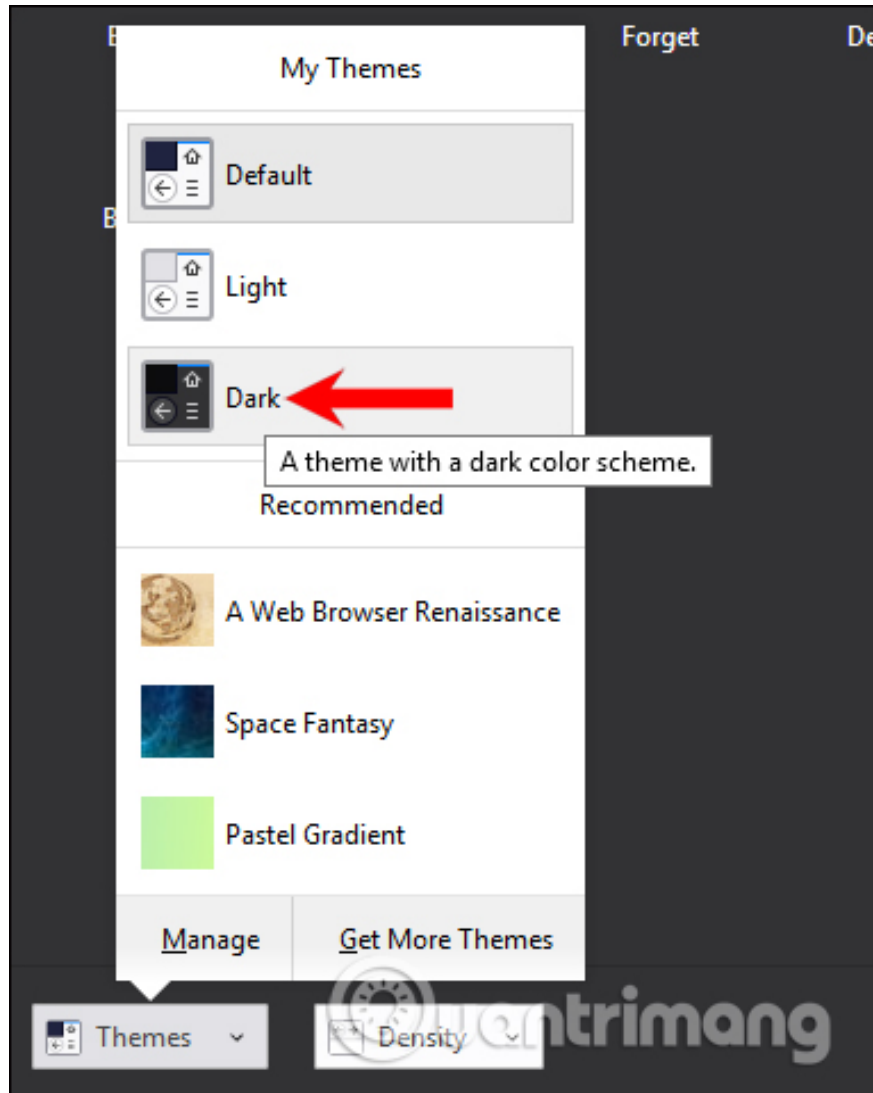 Forget
My Themes
Default
Light
Dark
A theme with a dark color scheme.
Recommended
A Web Browser Renaissance
Space Fantasy
Pastel Gradient
Manage
Get More Themes
Themes
Density
uantrimang